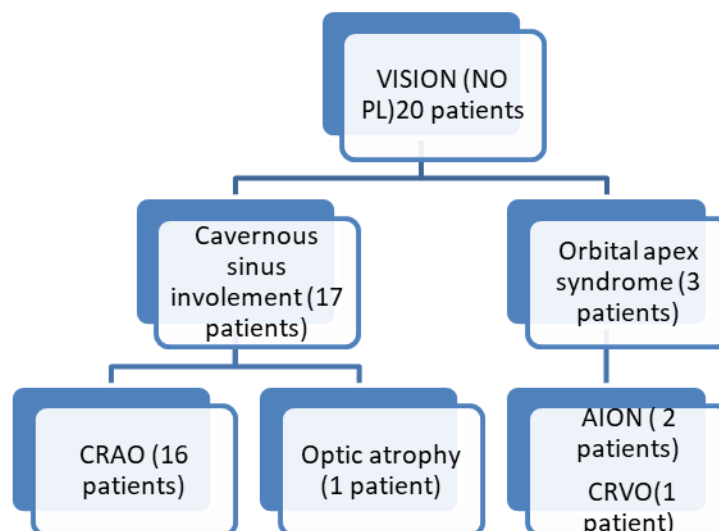 VISION (NO
PL)20 patients
Cavernous
sinus
involement (17
patients)
Orbital apex
syndrome (3
patients)
CRAO (16
patients)
Optic atrophy
(1 patient)
AION ( 2
patients)
CRVO(1
patient)